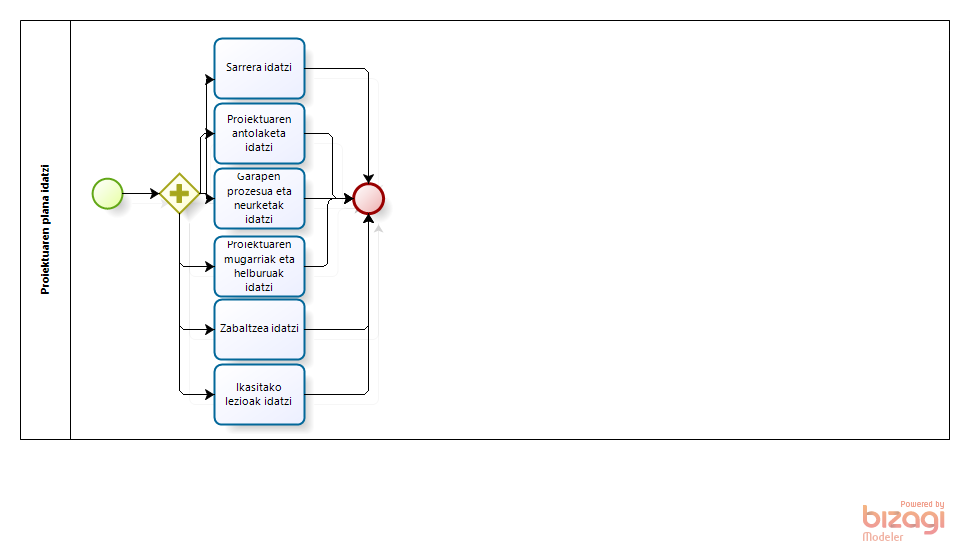 Proiektuaren plana idatzi
Sarrera idatzi
Proiektuaren
antolaketa
idatzi
Garapen
prozesua eta
neurketak
idatzi
Proiektuaren
mugarriak eta
helburuak
idatzi
Zabaltzea idatzi
Ikasitako
lezioak idatzi
Powered by
bizagi
Modeler